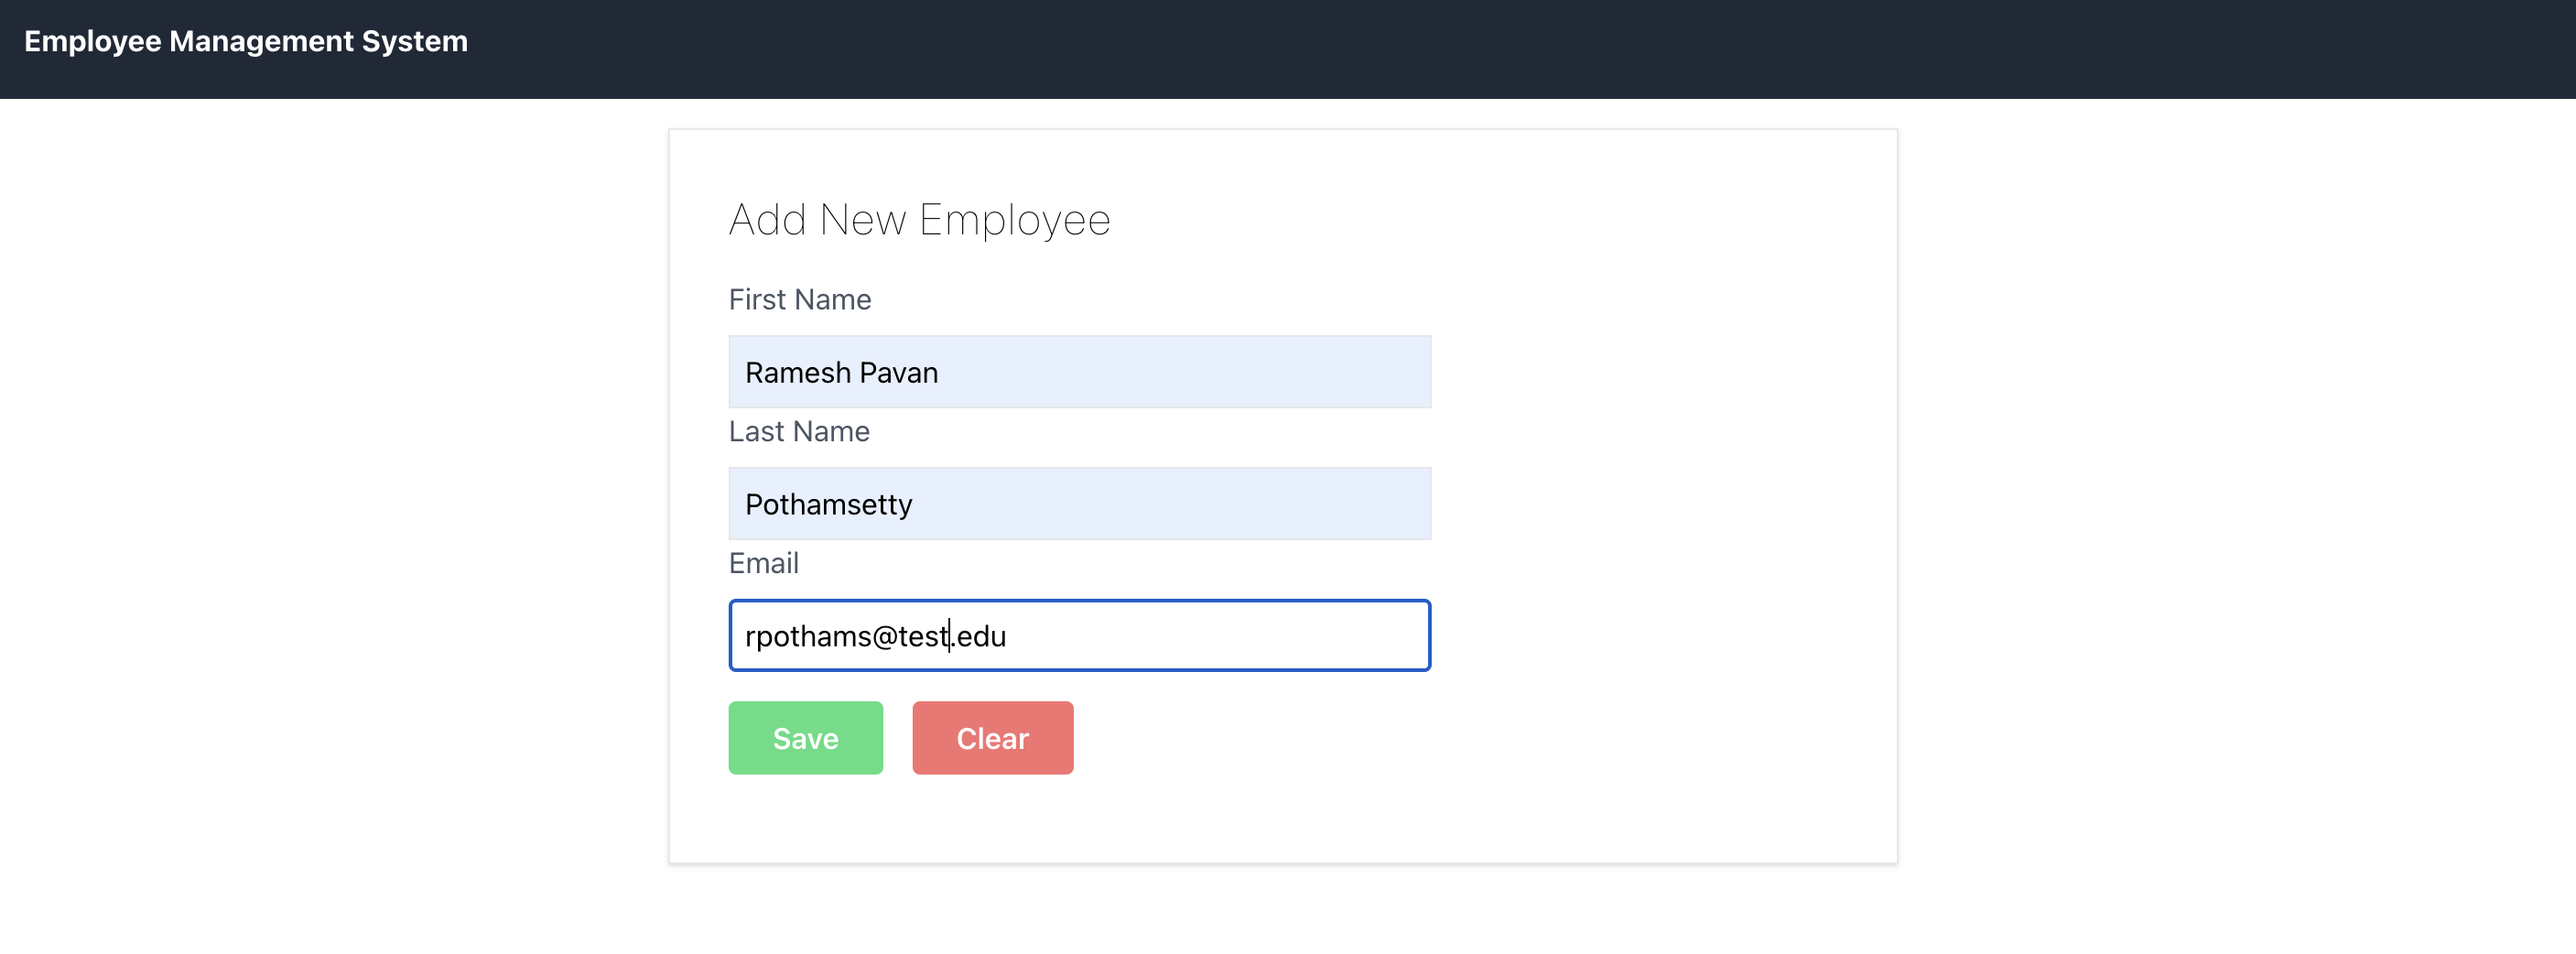 Employee Management System
Add New Employee
First Name
Ramesh Pavan
Last Name
Pothamsetty
Email
rpothams@test.edu
Save Clear